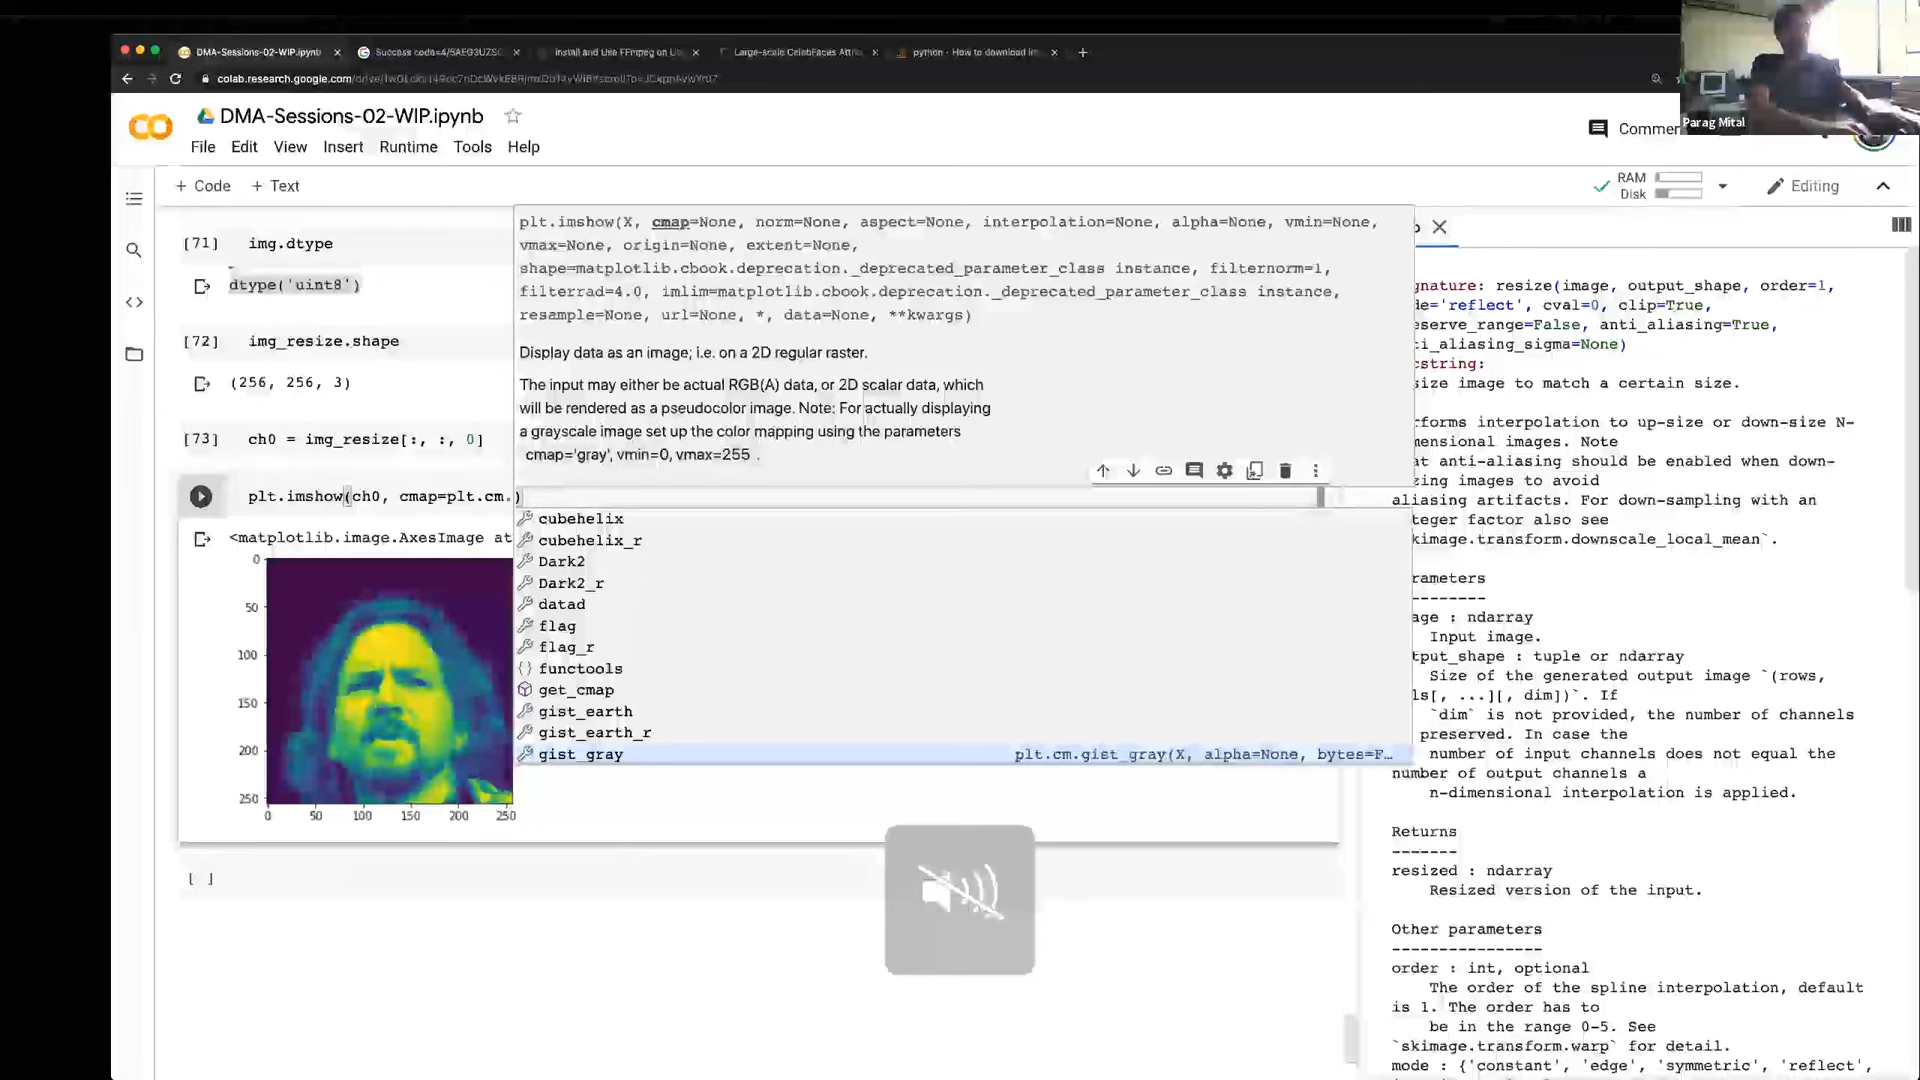 DMA-Sessions-02-WIP.ipynb
Install and Use FFmpeg on
Large-scale CelebFaces
python - How to download
colab.research.google.com/drive/
Parag Mital
DMA-Sessions-02-WIP.ipynb
File Edit View Insert Runtime Tools Help
+ Code + Text
RAM
Disk
Editing
[71] img.dtype
dtype('uint8')
[72] img_resize.shape
(256, 256, 3)
[73] ch0 = img_resize[:, :, 0]
plt.imshow(ch0, cmap=plt.cm.)
<matplotlib.image.AxesImage at
0
50
100
150
200
250
0 50 100 150 200 250
[ ]
plt.imshow(X, cmap=None, norm=None, aspect=None, interpolation=None, alpha=None, vmin=None,
vmax=None, origin=None, extent=None,
shape=matplotlib.cbook.deprecation._deprecated_parameter_class instance, filternorm=1,
filterrad=4.0, imlim=matplotlib.cbook.deprecation._deprecated_parameter_class instance,
resample=None, url=None, *, data=None, **kwargs)
Display data as an image; i.e. on a 2D regular raster.
The input may either be actual RGB(A) data, or 2D scalar data, which
will be rendered as a pseudocolor image. Note: For actually displaying
a grayscale image set up the color mapping using the parameters
cmap='gray', vmin=0, vmax=255 .
cubehelix
cubehelix_r
Dark2
Dark2_r
datad
flag
flag_r
functools
get_cmap
gist_earth
gist_earth_r
gist_gray plt.cm.gist_gray(X, alpha=None, bytes=F…
gnature: resize(image, output_shape, order=1,
de='reflect', cval=0, clip=True,
eserve_range=False, anti_aliasing=True,
ti_aliasing_sigma=None)
cstring:
size image to match a certain size.
rforms interpolation to up-size or down-size N-
mensional images. Note
at anti-aliasing should be enabled when down-
zing images to avoid
aliasing artifacts. For down-sampling with an
teger factor also see
kimage.transform.downscale_local_mean`.
rameters
---------
age : ndarray
Input image.
tput_shape : tuple or ndarray
Size of the generated output image `(rows,
ls[, ...][, dim])`. If
`dim` is not provided, the number of channels
preserved. In case the
number of input channels does not equal the
number of output channels a
n-dimensional interpolation is applied.
Returns
-------
resized : ndarray
Resized version of the input.
Other parameters
----------------
order : int, optional
The order of the spline interpolation, default
is 1. The order has to
be in the range 0-5. See
`skimage.transform.warp` for detail.
mode : {'constant', 'edge', 'symmetric', 'reflect',